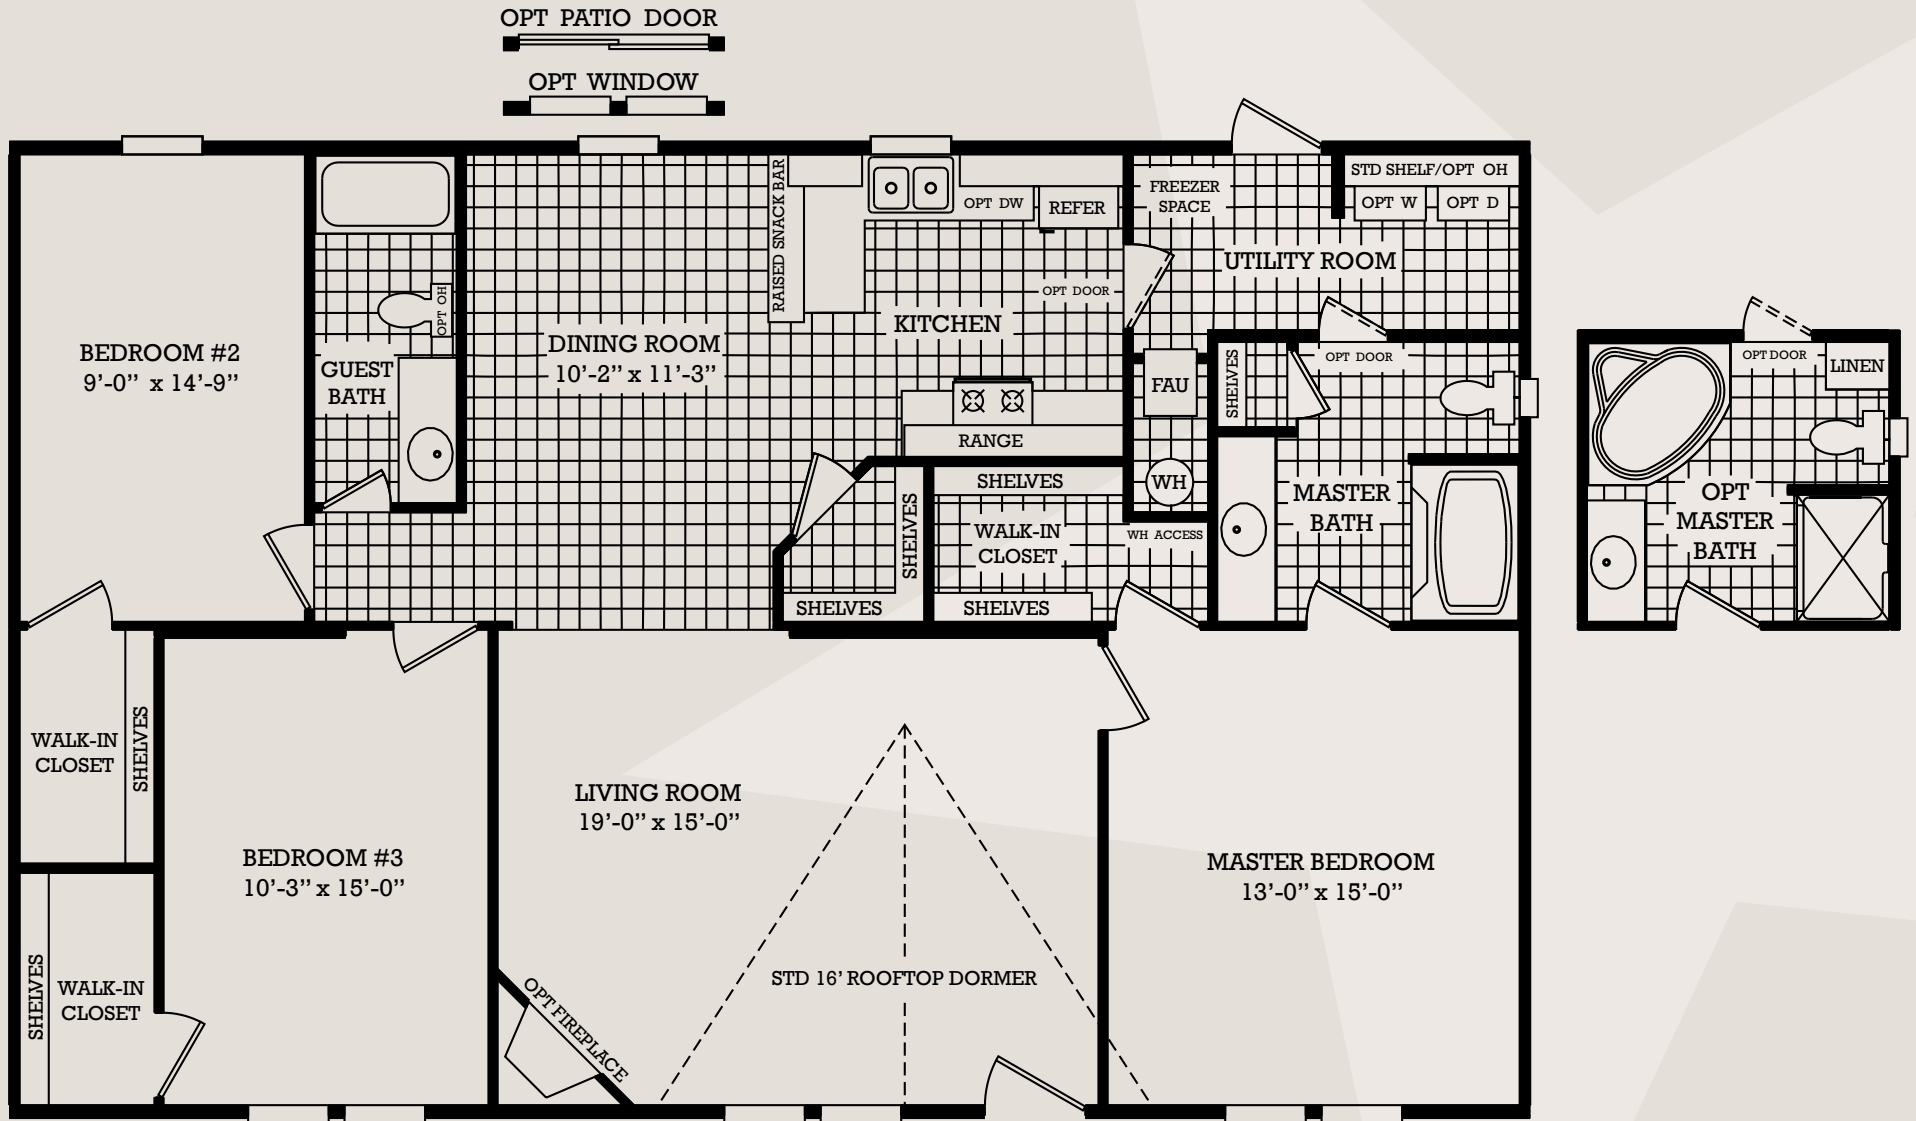 OPT PATIO DOOR
OPT WINDOW
BEDROOM #2
9’-0” x 14’-9”
GUEST
BATH
OPT OH
DINING ROOM
10’-2” x 11’-3”
RAISED SNACK BAR
OPT DW
REFER
OPT DOOR
KITCHEN
RANGE
FREEZER
SPACE
STD SHELF/OPT OH
OPT W
OPT D
UTILITY ROOM
FAU
WH
SHELVES
OPT DOOR
MASTER
BATH
WH ACCESS
SHELVES
WALK-IN
CLOSET
SHELVES
SHELVES
SHELVES
OPT DOOR
LINEN
OPT
MASTER
BATH
WALK-IN
CLOSET
SHELVES
SHELVES
WALK-IN
CLOSET
BEDROOM #3
10’-3” x 15’-0”
LIVING ROOM
19’-0” x 15’-0”
OPT FIREPLACE
STD 16’ ROOFTOP DORMER
MASTER BEDROOM
13’-0” x 15’-0”